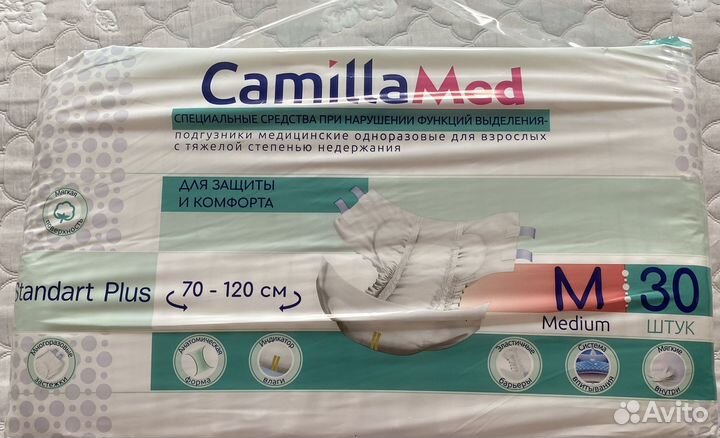 CamillaMed
СПЕЦИАЛЬНЫЕ СРЕДСТВА ПРИ НАРУШЕНИИ ФУНКЦИЙ ВЫДЕЛЕНИЯ-
подгузники медицинские одноразовые для взрослых
с тяжелой степенью недержания
ДЛЯ ЗАЩИТЫ
И КОМФОРТА
Мягкая
поверхность
Standart Plus
70 - 120 см
M
Medium
30
ШТУК
Многоразовые
застежки
Анатомическая
форма
Индикатор
влаги
Эластичные
барьеры
Система
впитывания
Мягкие
внутри
Avito